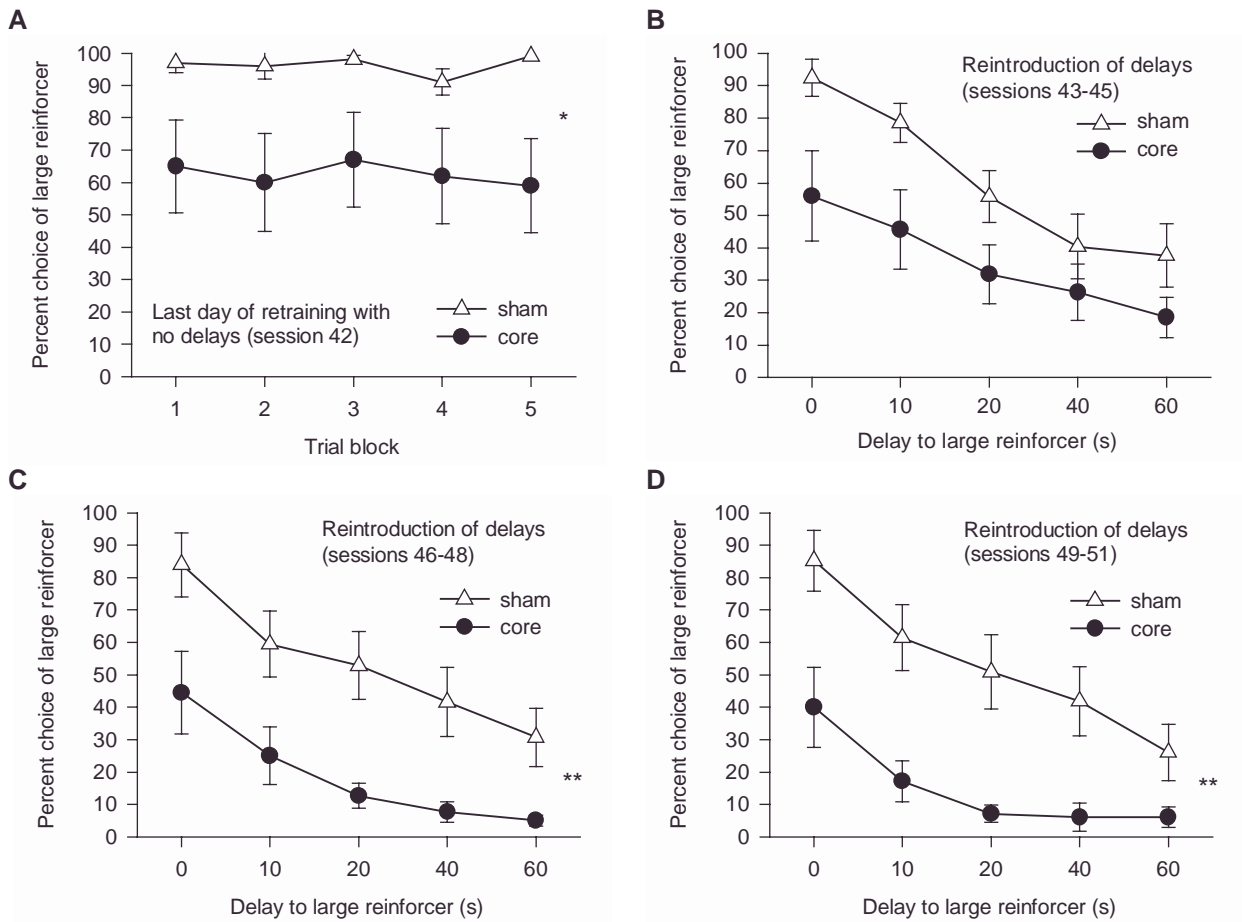 A
Percent choice of large reinforcer
100
90
80
70
60
50
40
30
20
10
0
*
Last day of retraining with
no delays (session 42)
sham
core
1 2 3 4 5
Trial block
B
Percent choice of large reinforcer
100
90
80
70
60
50
40
30
20
10
0
Reintroduction of delays
(sessions 43-45)
sham
core
0 10 20 40 60
Delay to large reinforcer (s)
C
Percent choice of large reinforcer
100
90
80
70
60
50
40
30
20
10
0
Reintroduction of delays
(sessions 46-48)
sham
core
**
0 10 20 40 60
Delay to large reinforcer (s)
D
Percent choice of large reinforcer
100
90
80
70
60
50
40
30
20
10
0
Reintroduction of delays
(sessions 49-51)
sham
core
**
0 10 20 40 60
Delay to large reinforcer (s)